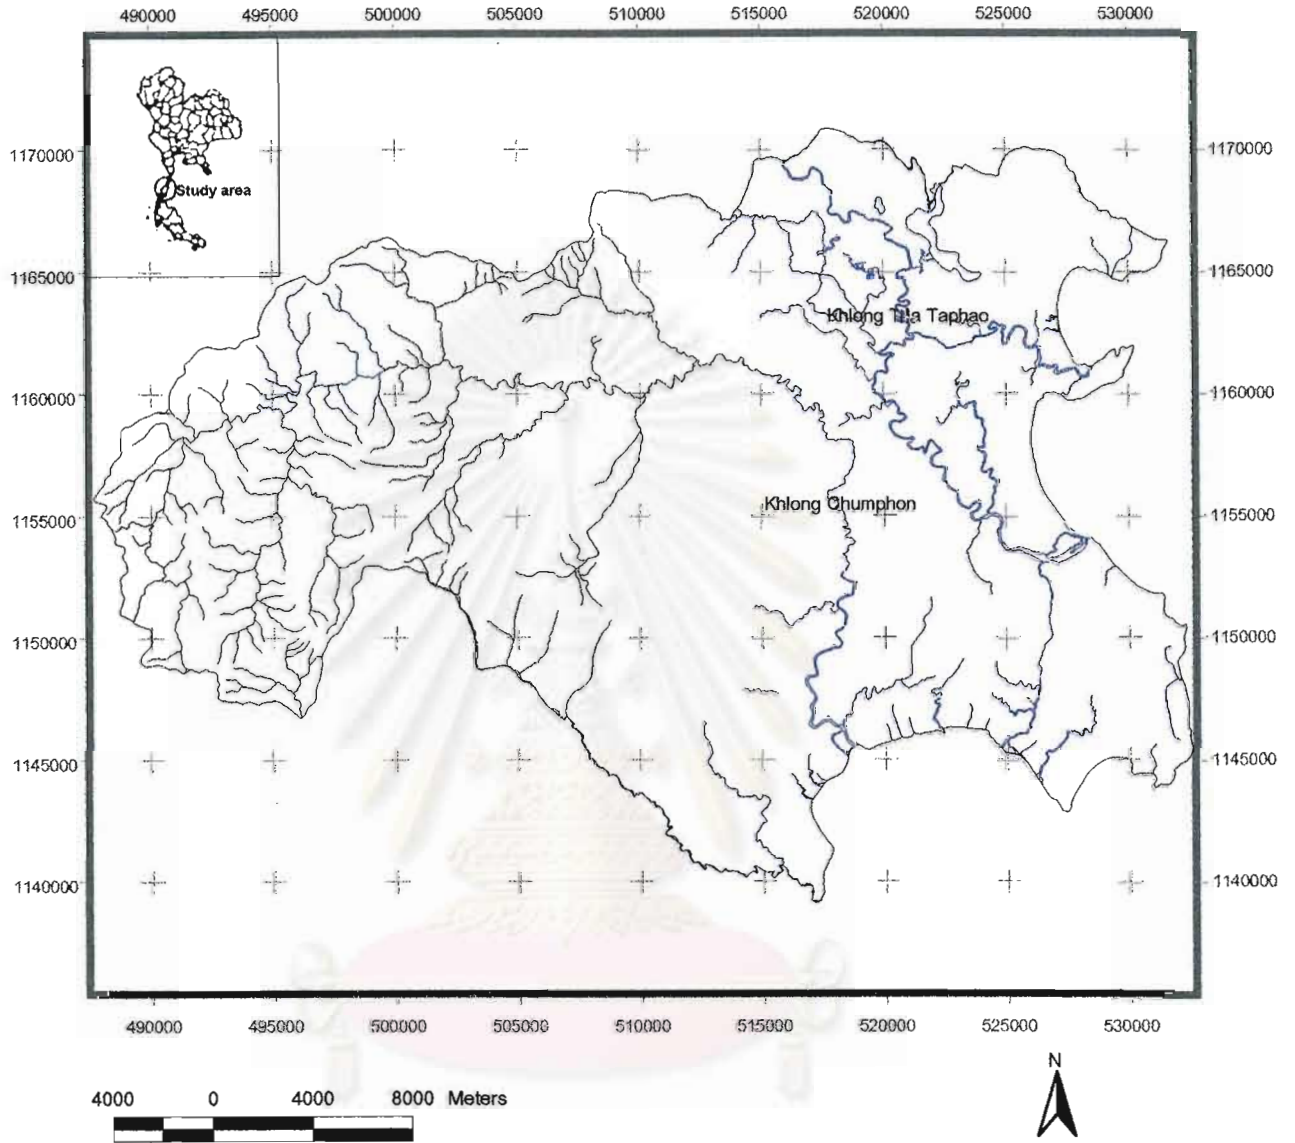 490000 495000 500000 505000 510000 515000 520000 525000 530000
Study area
1170000 1170000
1165000 1165000
Khlong Tha Taphao
1160000 1160000
Khlong Chumphon
1155000 1155000
1150000 1150000
1145000 1145000
1140000 1140000
490000 495000 500000 505000 510000 515000 520000 525000 530000
N
4000 0 4000 8000 Meters